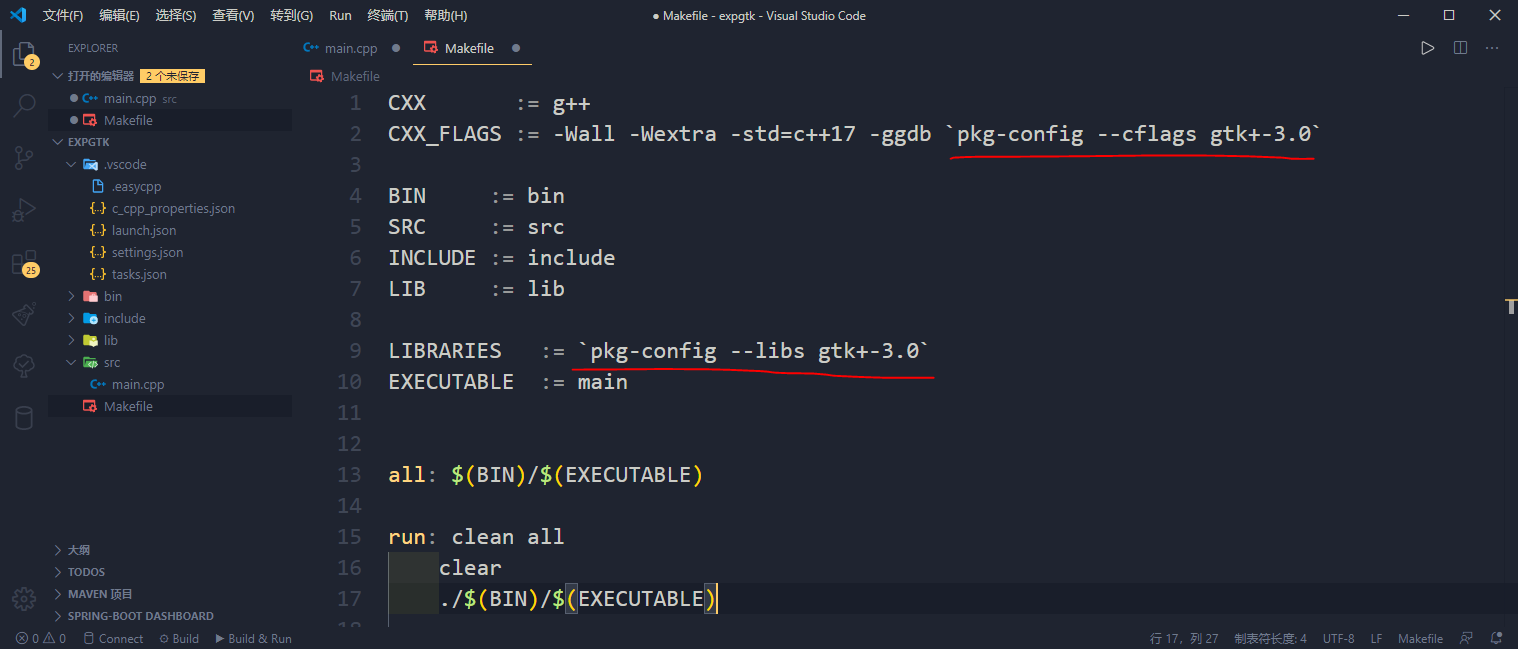 文件(F) 编辑(E) 选择(S) 查看(V) 转到(G) Run 终端(T) 帮助(H) ● Makefile - expgtk - Visual Studio Code
EXPLORER
打开的编辑器 2 个未保存
main.cpp src
Makefile
EXPGTK
.vscode
.easycpp
c_cpp_properties.json
launch.json
settings.json
tasks.json
bin
include
lib
src
main.cpp
Makefile
大纲
TODOS
MAVEN 项目
SPRING-BOOT DASHBOARD
2
25
main.cpp Makefile
Makefile
1 CXX := g++
2 CXX_FLAGS := -Wall -Wextra -std=c++17 -ggdb `pkg-config --cflags gtk+-3.0`
3
4 BIN := bin
5 SRC := src
6 INCLUDE := include
7 LIB := lib
8
9 LIBRARIES := `pkg-config --libs gtk+-3.0`
10 EXECUTABLE := main
11
12
13 all: $(BIN)/$(EXECUTABLE)
14
15 run: clean all
16 clear
17 ./$(BIN)/$(EXECUTABLE)
18
0 0 Connect Build Build & Run 行 17，列 27 制表符长度: 4 UTF-8 LF Makefile